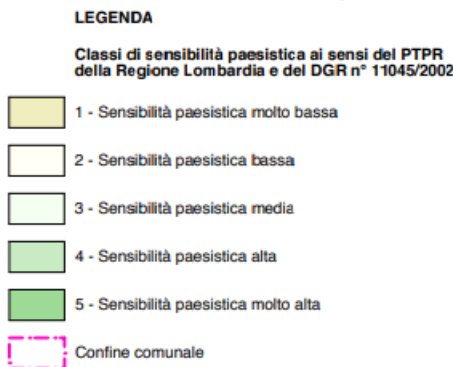 LEGENDA
Classi di sensibilità paesistica ai sensi del PTPR
della Regione Lombardia e del DGR n° 11045/2002
1 - Sensibilità paesistica molto bassa
2 - Sensibilità paesistica bassa
3 - Sensibilità paesistica media
4 - Sensibilità paesistica alta
5 - Sensibilità paesistica molto alta
Confine comunale